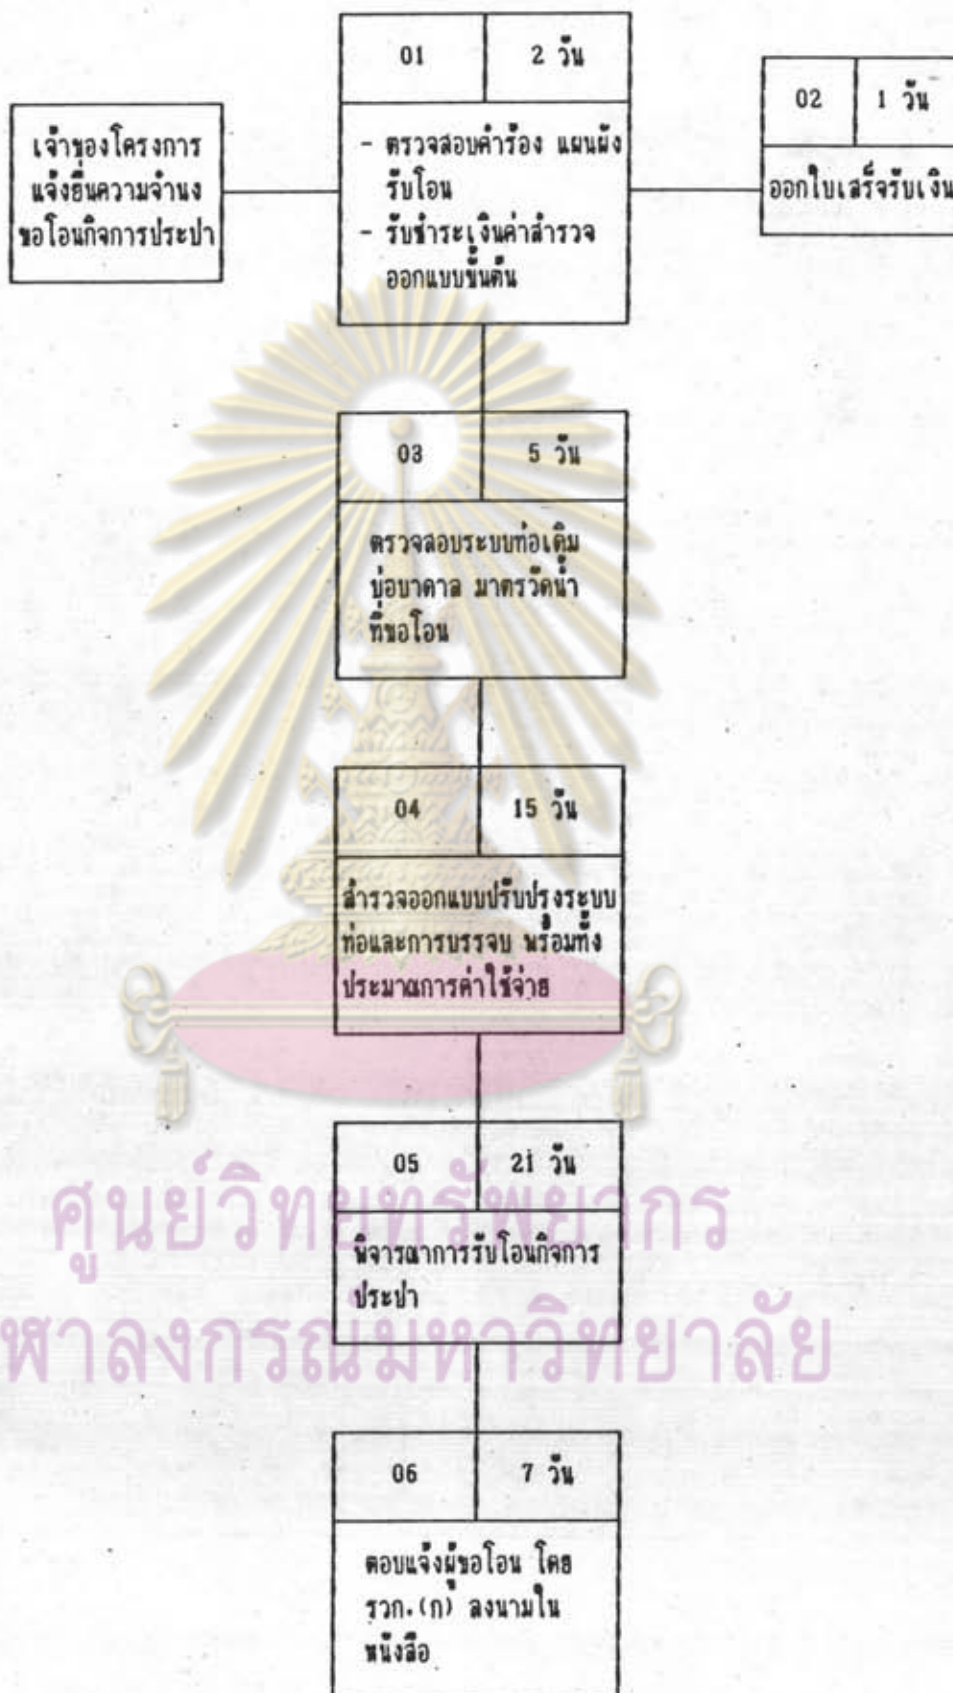 01 2 วัน
02 1 วัน
เจ้าของโครงการ
แจ้งยื่นความจำนง
ขอโอนกิจการประปา
- ตรวจสอบคำร้อง แผนผัง
รับโอน
- รับชำระเงินค่าสำรวจ
ออกแบบขั้นต้น
ออกใบเสร็จรับเงิน
03 5 วัน
ตรวจสอบระบบท่อเดิม
บ่อบาดาล มาตรวัดน้ำ
ที่ขอโอน
04 15 วัน
สำรวจออกแบบปรับปรุงระบบ
ท่อและการบรรจบ พร้อมทั้ง
ประมาณการค่าใช้จ่าย
05 21 วัน
พิจารณาการรับโอนกิจการ
ประปา
ศูนย์วิทยทรัพยากร
ฬาลงกรณ์มหาวิทยาลัย
06 7 วัน
ตอบแจ้งผู้ขอโอน โดย
รวก.(ก) ลงนามใน
หนังสือ